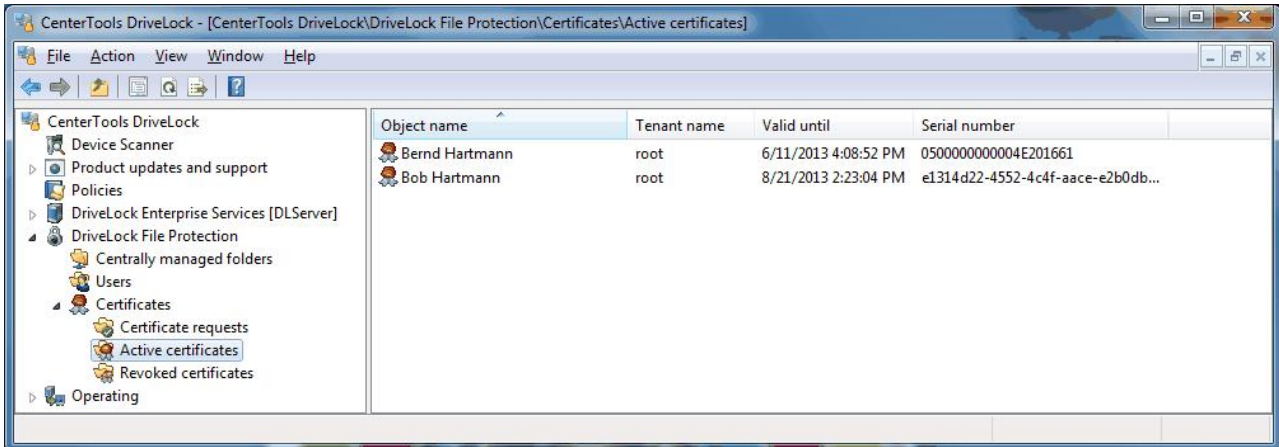 CenterTools DriveLock - [CenterTools DriveLock\DriveLock File Protection\Certificates\Active certificates]
File Action View Window Help
CenterTools DriveLock
Device Scanner
Product updates and support
Policies
DriveLock Enterprise Services [DLServer]
DriveLock File Protection
Centrally managed folders
Users
Certificates
Certificate requests
Active certificates
Revoked certificates
Operating
Object name Tenant name Valid until Serial number
Bernd Hartmann root 6/11/2013 4:08:52 PM 0500000000004E201661
Bob Hartmann root 8/21/2013 2:23:04 PM e1314d22-4552-4c4f-aace-e2b0db...